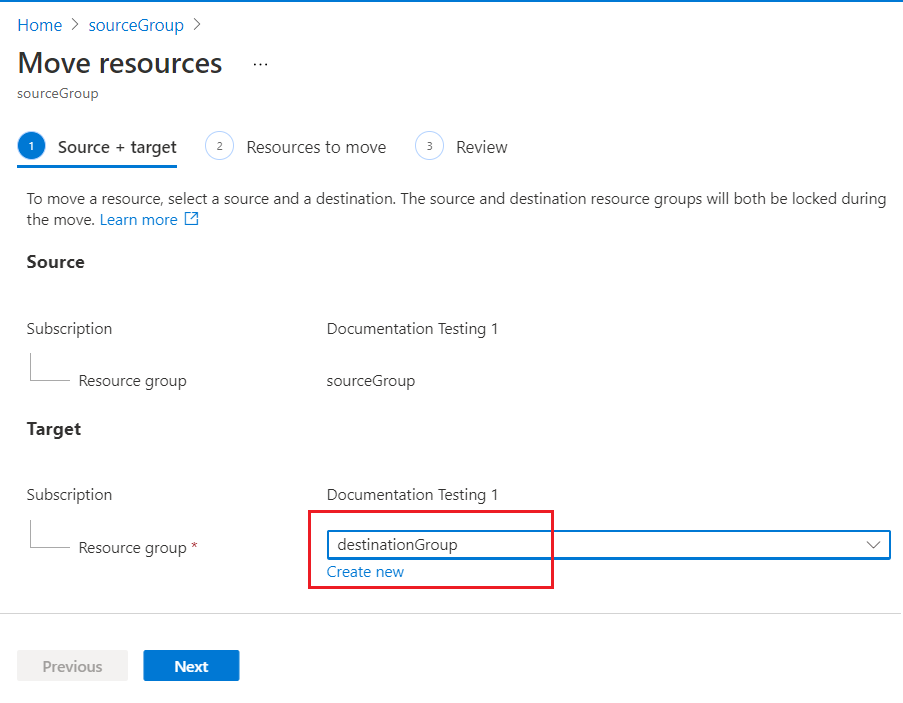 Home > sourceGroup >
Move resources ...
sourceGroup
1 Source + target 2 Resources to move 3 Review
To move a resource, select a source and a destination. The source and destination resource groups will both be locked during
the move. Learn more
Source
Subscription Documentation Testing 1
Resource group sourceGroup
Target
Subscription Documentation Testing 1
Resource group * destinationGroup
Create new
Previous Next